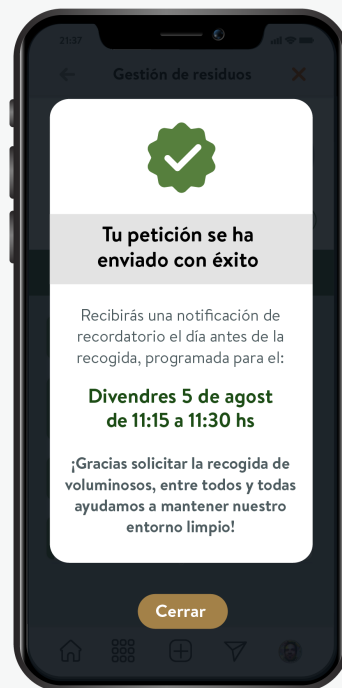 21:37
Gestión de residuos
Tu petición se ha
enviado con éxito
Recibirás una notificación de
recordatorio el día antes de la
recogida, programada para el:
Divendres 5 de agost
de 11:15 a 11:30 hs
¡Gracias solicitar la recogida de
voluminosos, entre todos y todas
ayudamos a mantener nuestro
entorno limpio!
Cerrar